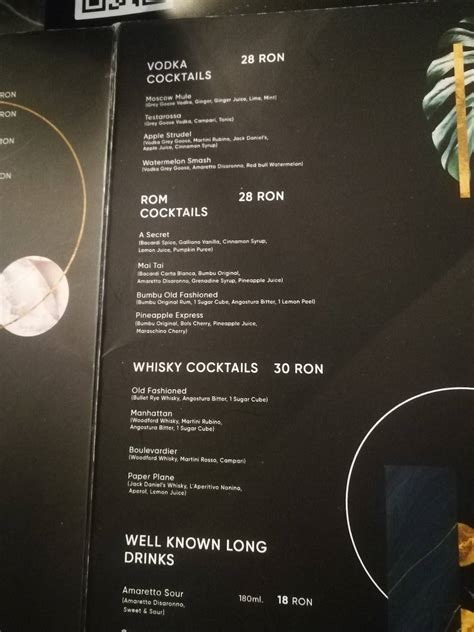 RON
RON
RON
RON
VODKA
COCKTAILS
28 RON
Moscow Mule
(Grey Goose Vodka, Ginger, Ginger Juice, Lime, Mint)
Testarossa
(Grey Goose Vodka, Campari, Tonic)
Apple Strudel
(Vodka Grey Goose, Martini Rubino, Jack Daniel's,
Apple Juice, Cinnamon Syrup)
Watermelon Smash
(Vodka Grey Goose, Amaretto Disaronno, Red bull Watermelon)
ROM
COCKTAILS
28 RON
A Secret
(Bacardi Spice, Galliono Vanilla, Cinnamon Syrup,
Lemon Juice, Pumpkin Puree)
Mai Tai
(Bacardi Carta Blanca, Bumbu Original,
Amaretto Disaronno, Grenadine Syrup, Pineapple Juice)
Bumbu Old Fashioned
(Bumbu Original Rum, 1 Sugar Cube, Angostura Bitter, 1 Lemon Peel)
Pineapple Express
(Bumbu Original, Bols Cherry, Pineapple Juice,
Maraschino Cherry)
WHISKY COCKTAILS 30 RON
Old Fashioned
(Bullet Rye Whisky, Angostura Bitter, 1 Sugar Cube)
Manhattan
(Woodford Whisky, Martini Rubino,
Angostura Bitter, 1 Sugar Cube)
Boulevardier
(Woodford Whisky, Martini Rosso, Campari)
Paper Plane
(Jack Daniel's Whisky, L'Aperitivo Nonino,
Aperol, Lemon Juice)
WELL KNOWN LONG
DRINKS
Amaretto Sour 180ml. 18 RON
(Amaretto Disaronno,
Sweet & Sour)